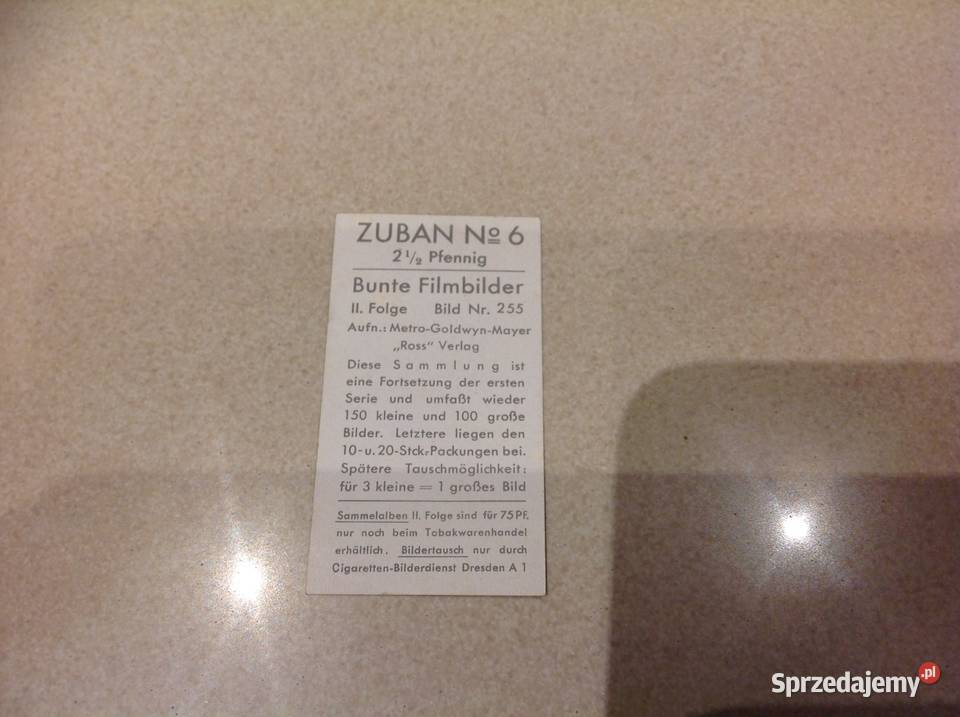 ZUBAN Nº 6
2 1/2 Pfennig
Bunte Filmbilder
II. Folge Bild Nr. 255
Aufn.: Metro-Goldwyn-Mayer
„Ross“ Verlag
Diese Sammlung ist
eine Fortsetzung der ersten
Serie und umfaßt wieder
150 kleine und 100 große
Bilder. Letztere liegen den
10-u. 20-Stck.-Packungen bei.
Spätere Tauschmöglichkeit:
für 3 kleine = 1 großes Bild
Sammelalben II. Folge sind für 75 Pf.
nur noch beim Tabakwarenhandel
erhältlich. Bildertausch nur durch
Cigaretten-Bilderdienst Dresden A 1
Sprzedajemy.pl